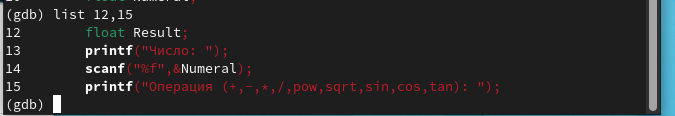 (gdb) list 12,15
12        float Result;
13        printf("Число: ");
14        scanf("%f",&Numeral);
15        printf("Операция (+,-,*,/,pow,sqrt,sin,cos,tan): ");
(gdb)